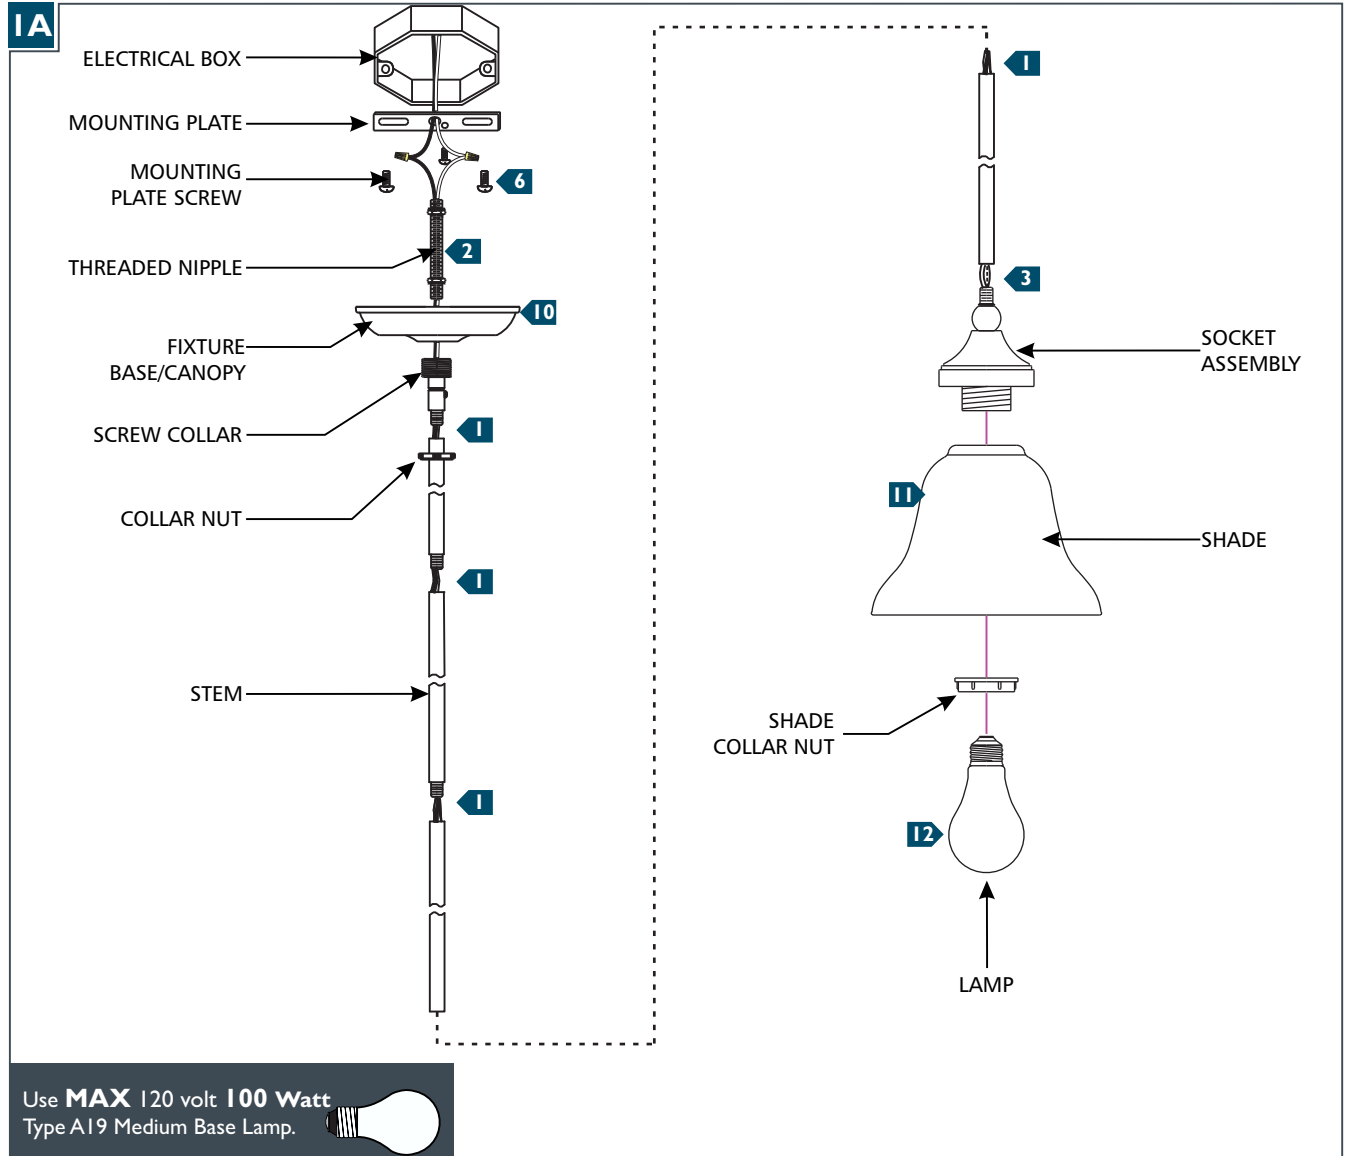 1A
ELECTRICAL BOX
MOUNTING PLATE
MOUNTING
PLATE SCREW
6
THREADED NIPPLE
2
10
FIXTURE
BASE/CANOPY
SCREW COLLAR
1
COLLAR NUT
1
STEM
1
1
3
SOCKET
ASSEMBLY
11
SHADE
SHADE
COLLAR NUT
12
LAMP
Use MAX 120 volt 100 Watt
Type A19 Medium Base Lamp.